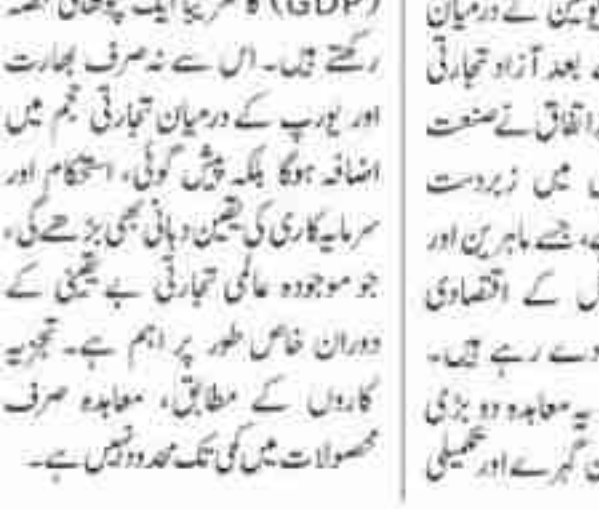 یونین کے درمیان
بعد آزاد تجارتی
اتفاق نے صنعت
میں زبردست
جسے ماہرین اور
کے اقتصادی
دے رہے ہیں۔
یہ معاہدہ دو بڑی
گہرے اور تکمیلی
(GDP) کا تقریباً ایک چوتھائی حصہ
رکھتے ہیں۔ اس سے نہ صرف بھارت
اور یورپ کے درمیان تجارتی حجم میں
اضافہ ہوگا بلکہ پیش گوئی، استحکام اور
سرمایہ کاری کی یقین دہانی بھی بڑھے گی،
جو موجودہ عالمی تجارتی بے یقینی کے
دوران خاص طور پر اہم ہے۔ تجزیہ
کاروں کے مطابق، معاہدہ صرف
محصولات میں کمی تک محدود نہیں ہے۔